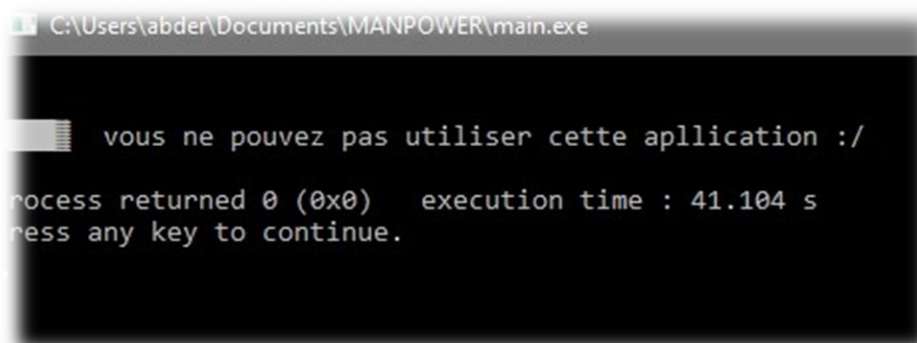 C:\Users\abder\Documents\MANPOWER\main.exe
vous ne pouvez pas utiliser cette apllication :/
rocess returned 0 (0x0) execution time : 41.104 s
ress any key to continue.